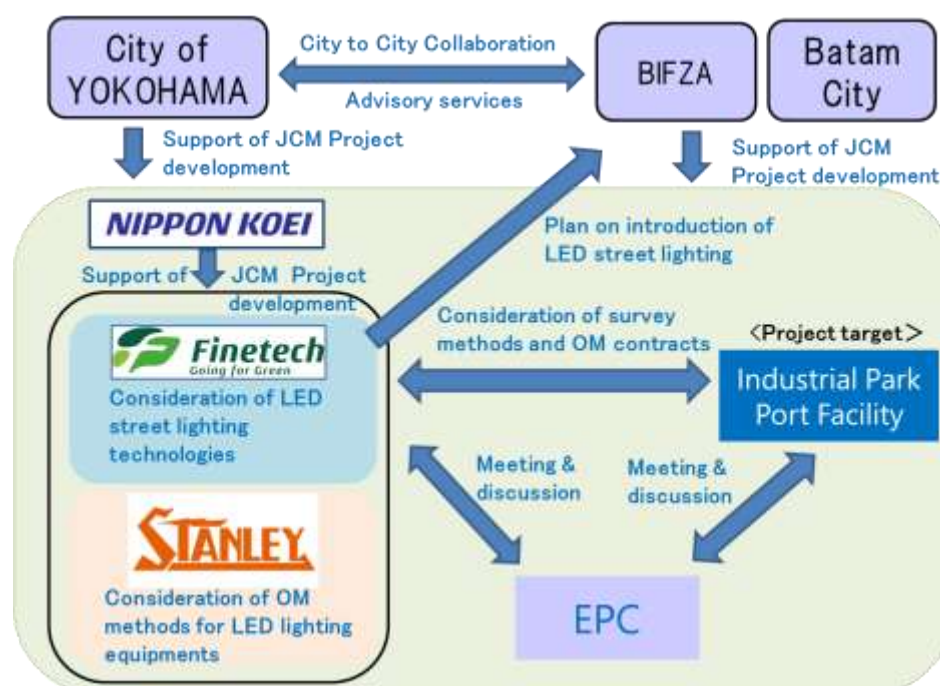 City of
YOKOHAMA
City to City Collaboration
Advisory services
BIFZA
Batam
City
Support of JCM Project
development
Support of JCM
Project development
NIPPON KOEI
Support of JCM Project
development
Plan on introduction of
LED street lighting
Finetech
Going for Green
Consideration of LED
street lighting
technologies
Consideration of survey
methods and OM contracts
<Project target>
Industrial Park
Port Facility
Meeting &
discussion
Meeting &
discussion
STANLEY
Consideration of OM
methods for LED lighting
equipments
EPC